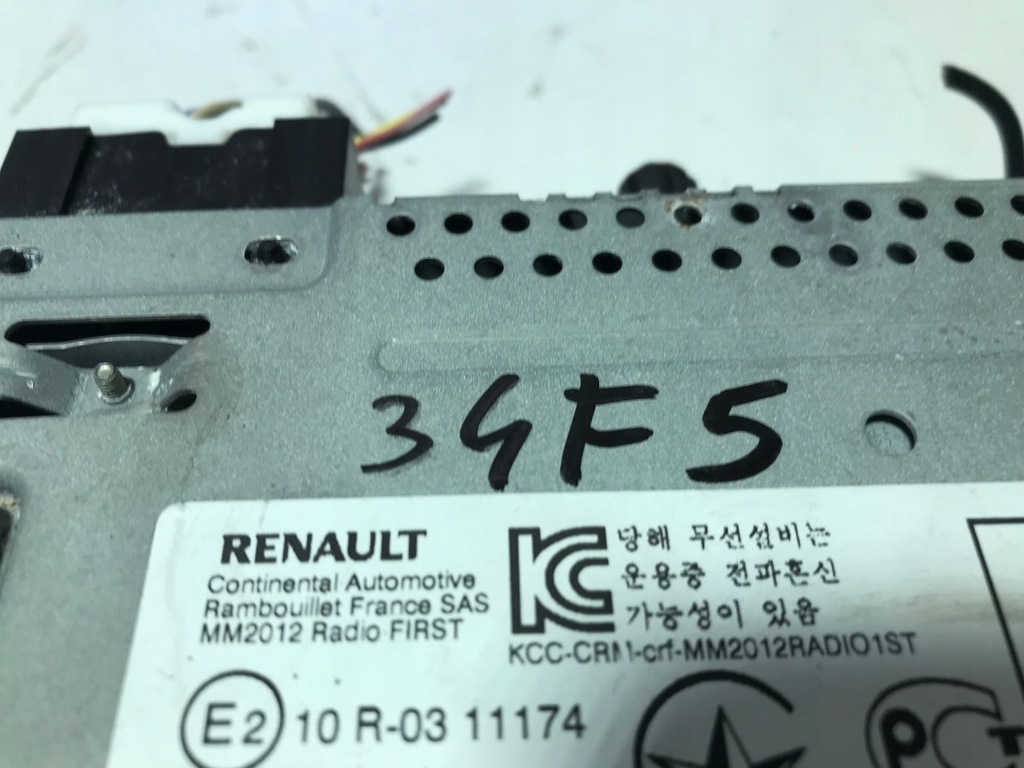 3GF5
RENAULT
Continental Automotive
Rambouillet France SAS
MM2012 Radio FIRST
당해 무선설비는
운용중 전파혼신
가능성이 있음
KCC-CRM-crf-MM2012RADIO1ST
E2 10 R-03 11174